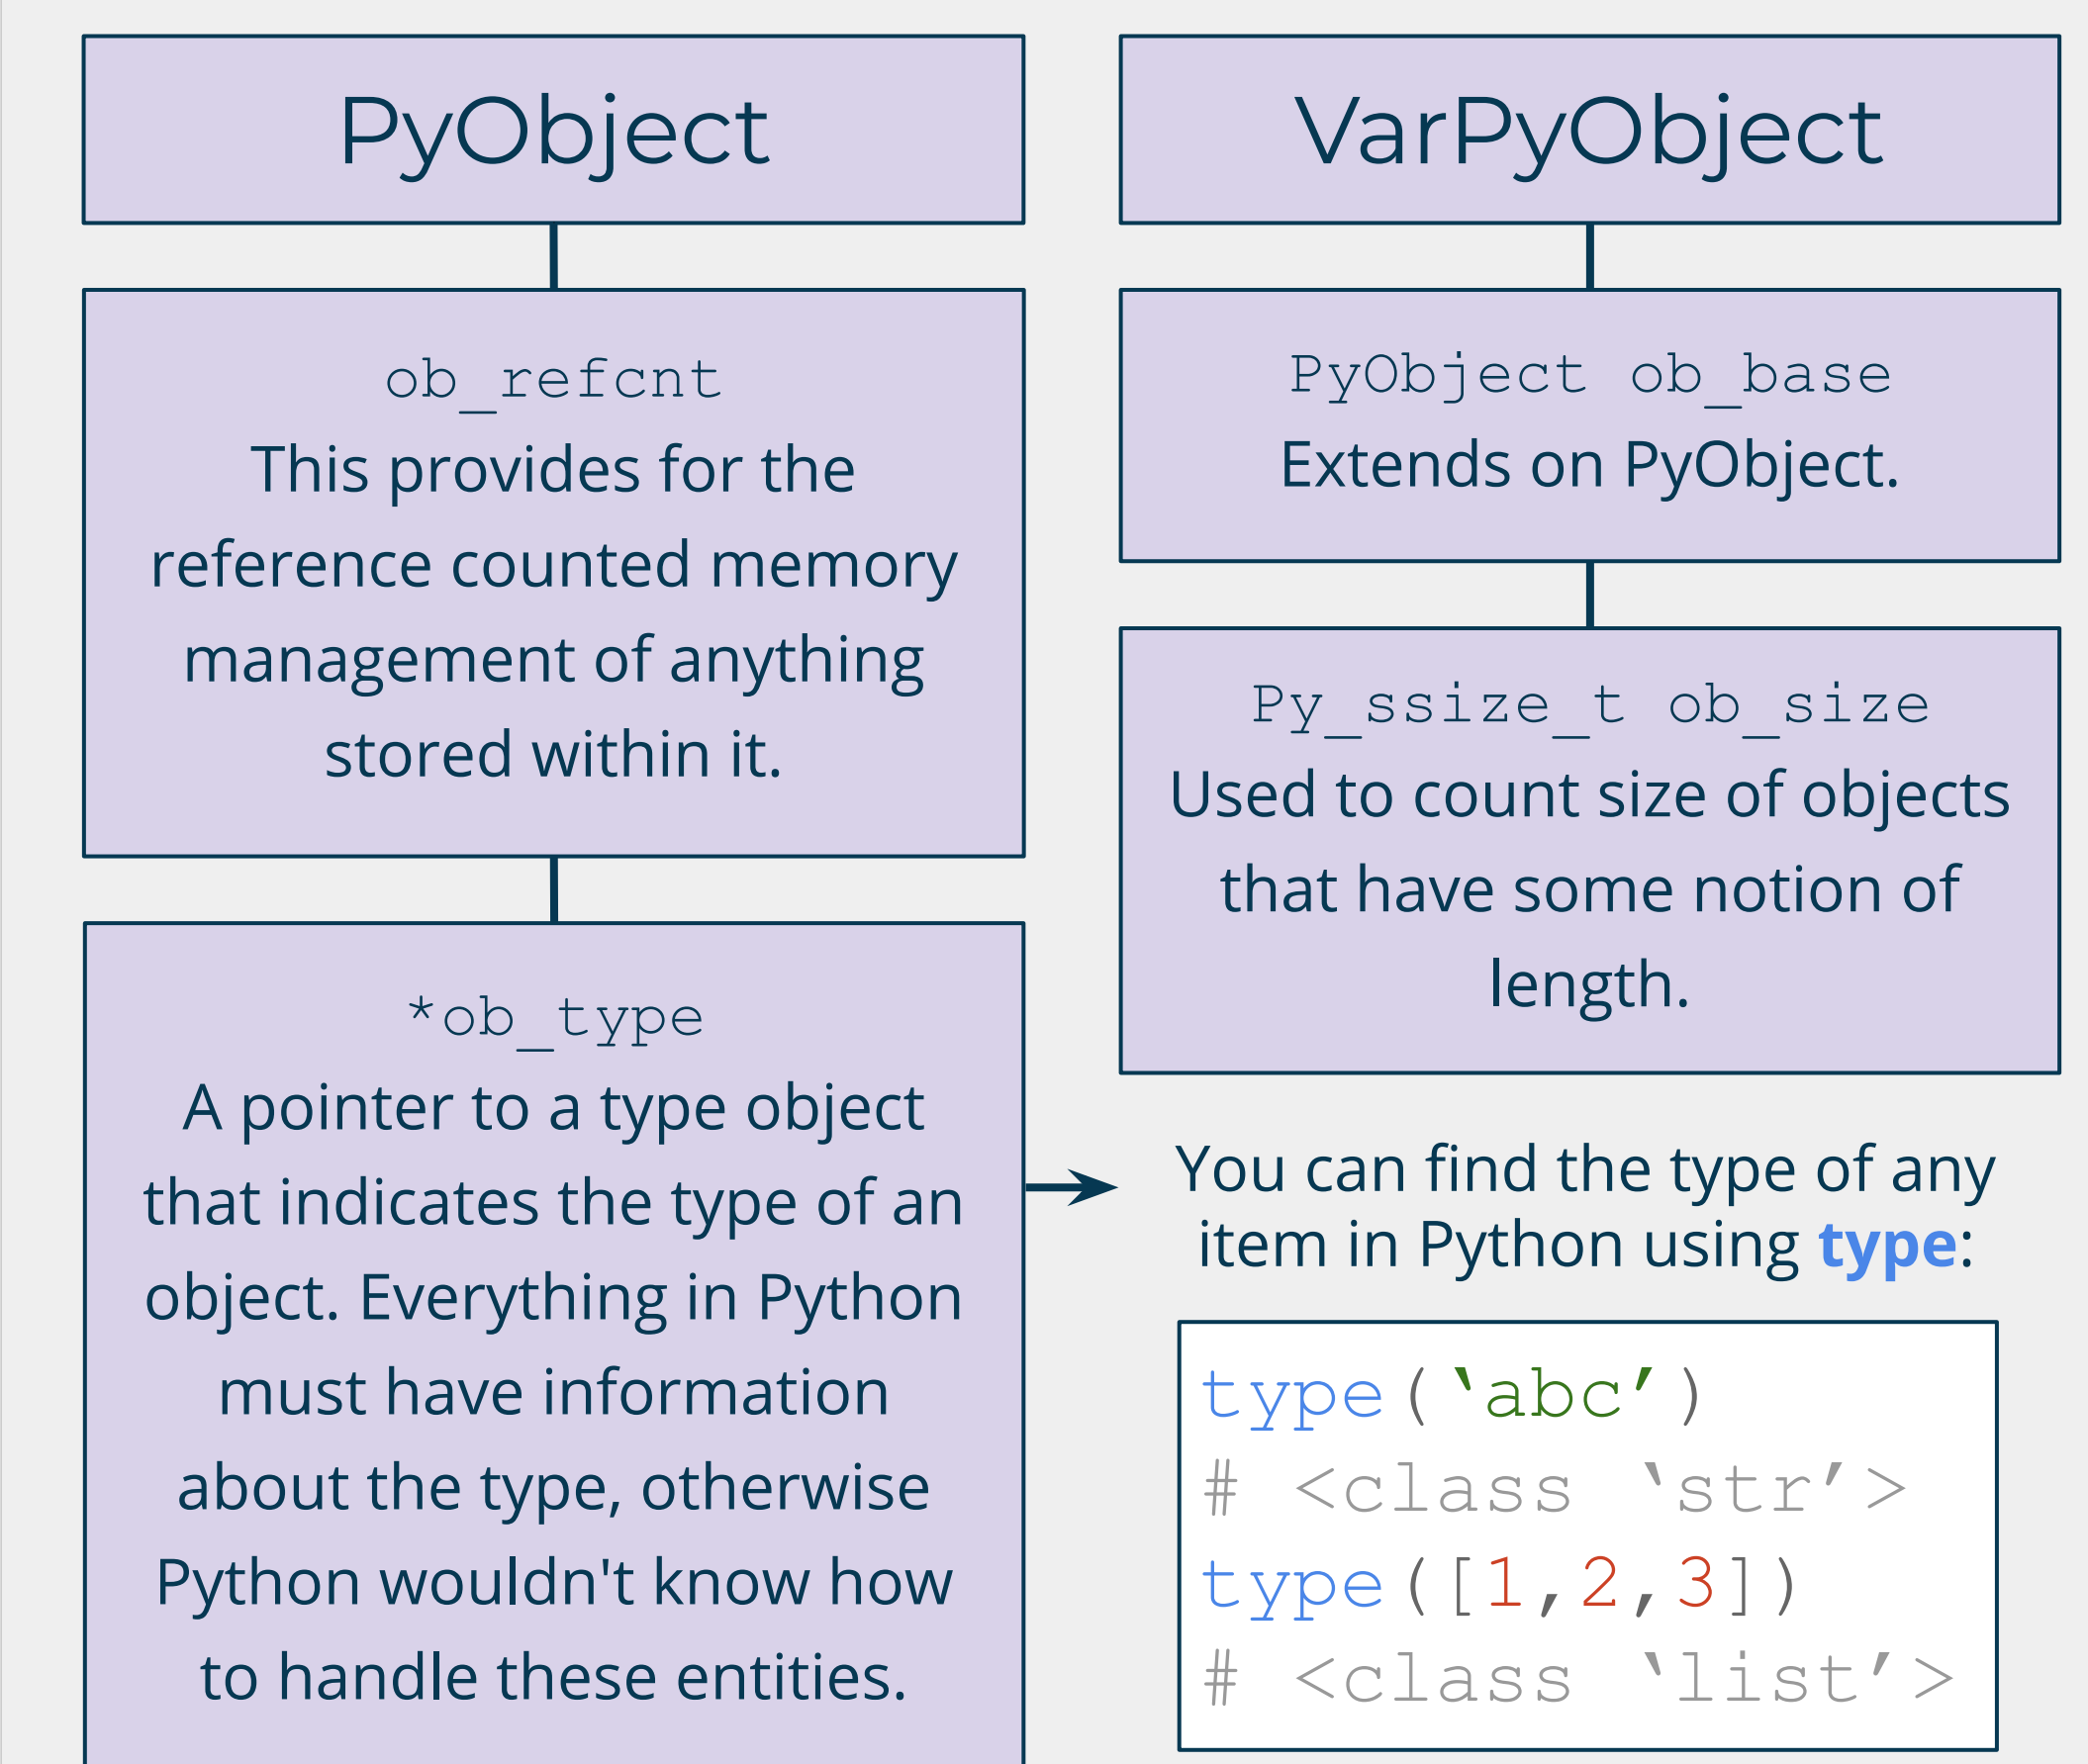 PyObject
ob_refcnt
This provides for the
reference counted memory
management of anything
stored within it.
*ob_type
A pointer to a type object
that indicates the type of an
object. Everything in Python
must have information
about the type, otherwise
Python wouldn't know how
to handle these entities.
VarPyObject
PyObject ob_base
Extends on PyObject.
Py_ssize_t ob_size
Used to count size of objects
that have some notion of
length.
You can find the type of any
item in Python using type:
type(‘abc’)
# <class ‘str’>
type([1,2,3])
# <class ‘list’>